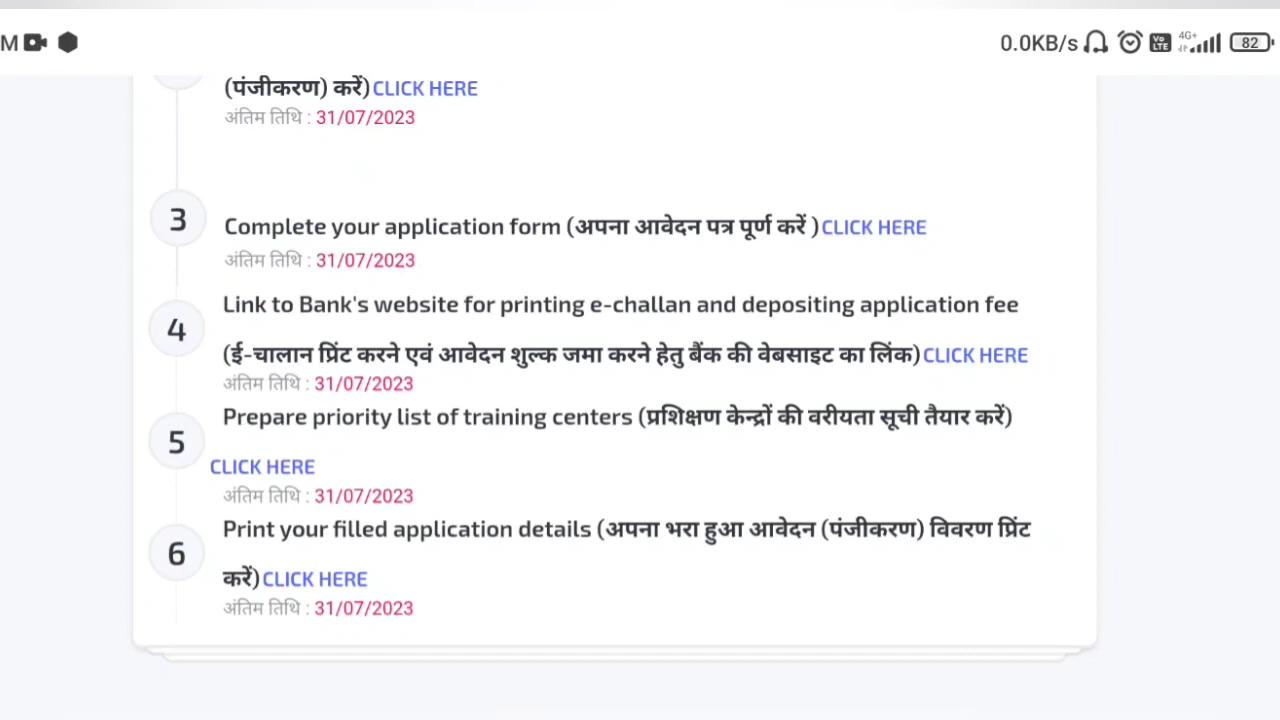 M
0.0KB/s Vo LTE 4G+ 82
(पंजीकरण) करें)CLICK HERE
अंतिम तिथि : 31/07/2023
3
Complete your application form (अपना आवेदन पत्र पूर्ण करें )CLICK HERE
अंतिम तिथि : 31/07/2023
4
Link to Bank's website for printing e-challan and depositing application fee
(ई-चालान प्रिंट करने एवं आवेदन शुल्क जमा करने हेतु बैंक की वेबसाइट का लिंक)CLICK HERE
अंतिम तिथि : 31/07/2023
5
Prepare priority list of training centers (प्रशिक्षण केन्द्रों की वरीयता सूची तैयार करें)
CLICK HERE
अंतिम तिथि : 31/07/2023
6
Print your filled application details (अपना भरा हुआ आवेदन (पंजीकरण) विवरण प्रिंट
करें)CLICK HERE
अंतिम तिथि : 31/07/2023